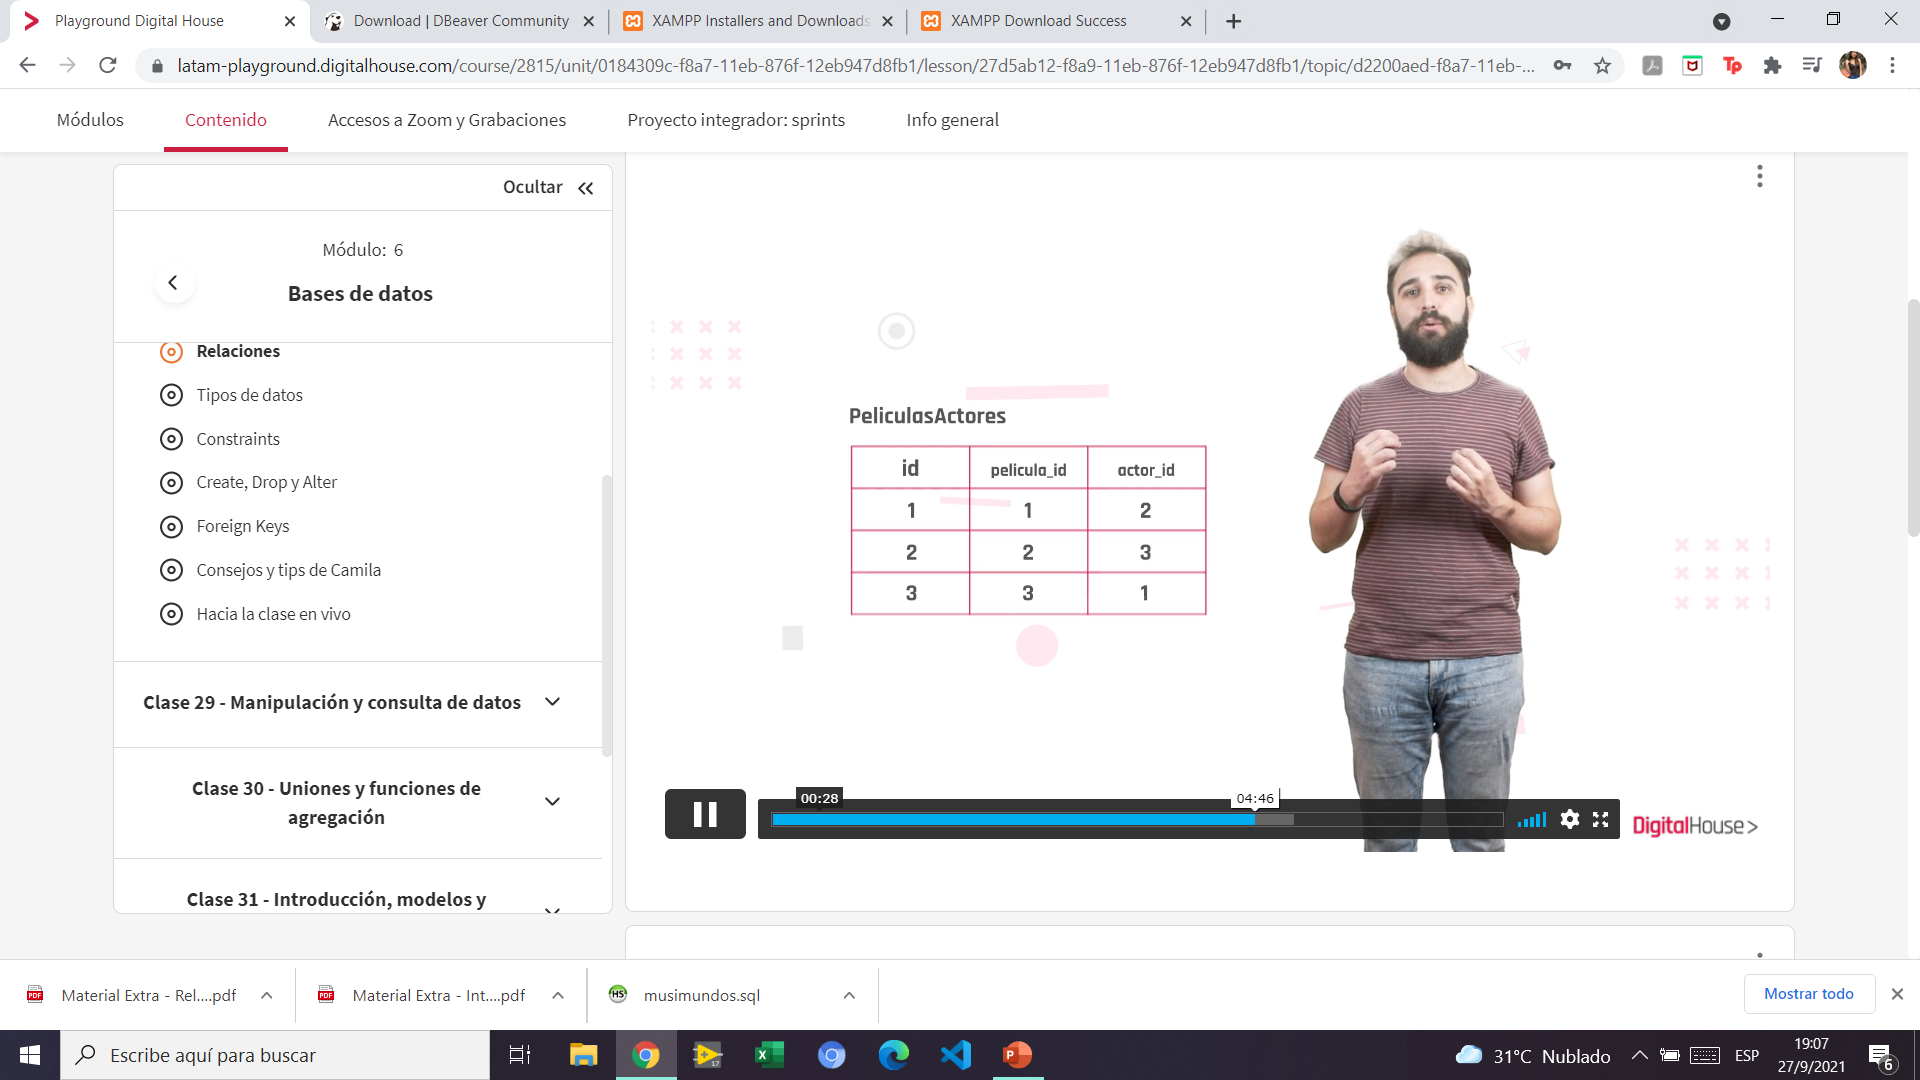 Playground Digital House
Download | DBeaver Community
XAMPP Installers and Downloads
XAMPP Download Success
latam-playground.digitalhouse.com/course/2815/unit/0184309c-f8a7-11eb-876f-12eb947d8fb1/lesson/27d5ab12-f8a9-11eb-876f-12eb947d8fb1/topic/d2200aed-f8a7-11eb-...
Módulos
Contenido
Accesos a Zoom y Grabaciones
Proyecto integrador: sprints
Info general
Ocultar
Módulo: 6
Bases de datos
Relaciones
Tipos de datos
Constraints
Create, Drop y Alter
Foreign Keys
Consejos y tips de Camila
Hacia la clase en vivo
Clase 29 - Manipulación y consulta de datos
Clase 30 - Uniones y funciones de
agregación
Clase 31 - Introducción, modelos y
PeliculasActores
id pelicula_id actor_id
1 1 2
2 2 3
3 3 1
00:28
04:46
DigitalHouse>
Material Extra - Rel....pdf
Material Extra - Int....pdf
musimundos.sql
Mostrar todo
Escribe aquí para buscar
31°C Nublado
ESP
19:07
27/9/2021
6